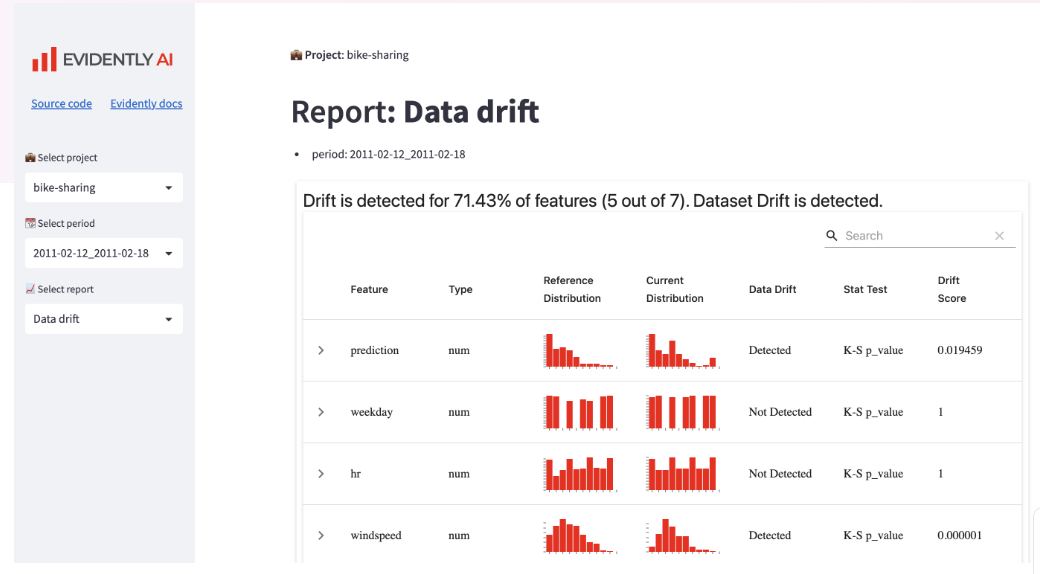 EVIDENTLY AI
Source code Evidently docs
Select project
bike-sharing
Select period
2011-02-12_2011-02-18
Select report
Data drift
Project: bike-sharing
Report: Data drift
• period: 2011-02-12_2011-02-18
Drift is detected for 71.43% of features (5 out of 7). Dataset Drift is detected.
Search
Feature Type Reference Distribution Current Distribution Data Drift Stat Test Drift Score
prediction num Detected K-S p_value 0.019459
weekday num Not Detected K-S p_value 1
hr num Not Detected K-S p_value 1
windspeed num Detected K-S p_value 0.000001